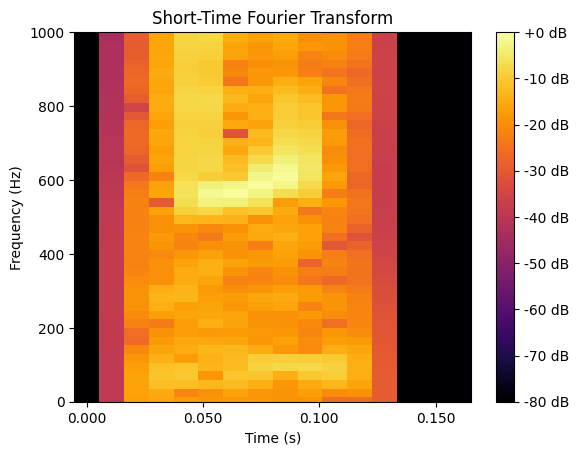 Short-Time Fourier Transform
1000
800
600
400
200
0
Frequency (Hz)
0.000
0.050
0.100
0.150
Time (s)
+0 dB
-10 dB
-20 dB
-30 dB
-40 dB
-50 dB
-60 dB
-70 dB
-80 dB